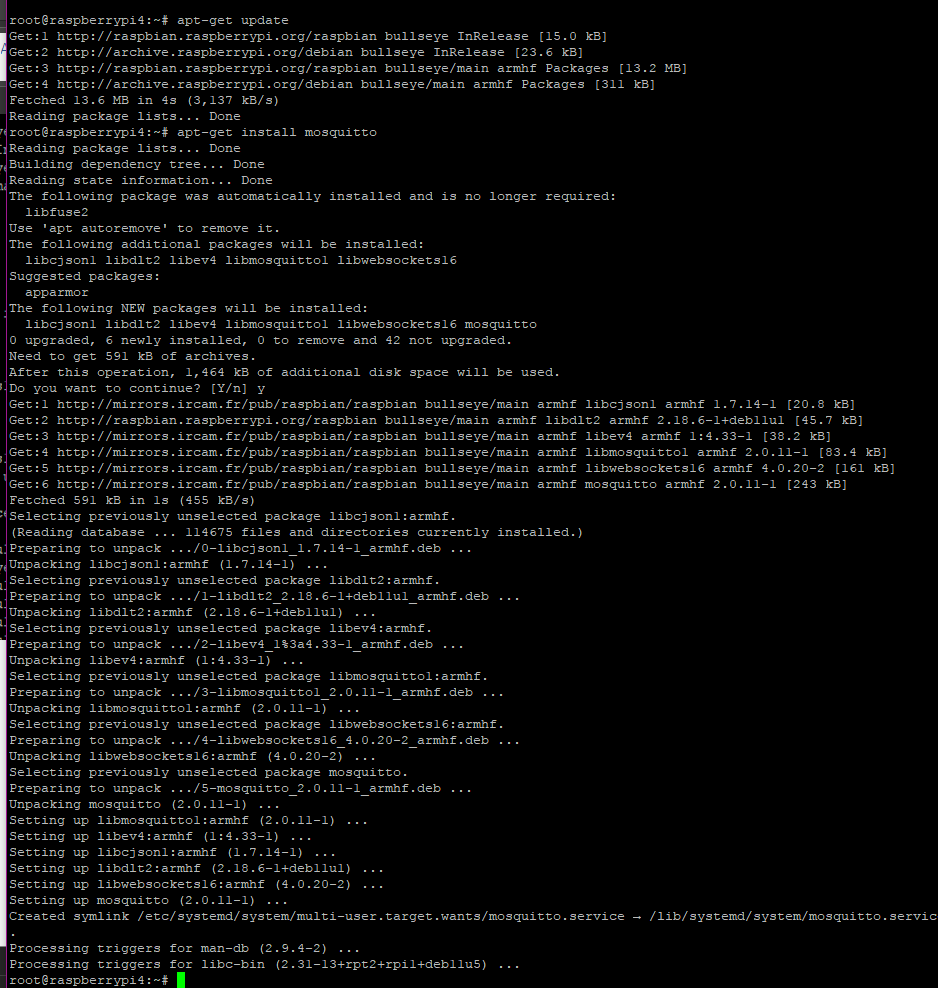 root@raspberrypi4:~# apt-get update
Get:1 http://raspbian.raspberrypi.org/raspbian bullseye InRelease [15.0 kB]
Get:2 http://archive.raspberrypi.org/debian bullseye InRelease [23.6 kB]
Get:3 http://raspbian.raspberrypi.org/raspbian bullseye/main armhf Packages [13.2 MB]
Get:4 http://archive.raspberrypi.org/debian bullseye/main armhf Packages [311 kB]
Fetched 13.6 MB in 4s (3,137 kB/s)
Reading package lists... Done
root@raspberrypi4:~# apt-get install mosquitto
Reading package lists... Done
Building dependency tree... Done
Reading state information... Done
The following package was automatically installed and is no longer required:
  libfuse2
Use 'apt autoremove' to remove it.
The following additional packages will be installed:
  libcjson1 libdlt2 libev4 libmosquitto1 libwebsockets16
Suggested packages:
  apparmor
The following NEW packages will be installed:
  libcjson1 libdlt2 libev4 libmosquitto1 libwebsockets16 mosquitto
0 upgraded, 6 newly installed, 0 to remove and 42 not upgraded.
Need to get 591 kB of archives.
After this operation, 1,464 kB of additional disk space will be used.
Do you want to continue? [Y/n] y
Get:1 http://mirrors.ircam.fr/pub/raspbian/raspbian bullseye/main armhf libcjson1 armhf 1.7.14-1 [20.8 kB]
Get:2 http://mirrors.ircam.fr/pub/raspbian/raspbian bullseye/main armhf libdlt2 armhf 2.18.6-1+deb11u1 [45.7 kB]
Get:3 http://mirrors.ircam.fr/pub/raspbian/raspbian bullseye/main armhf libev4 armhf 1:4.33-1 [38.2 kB]
Get:4 http://mirrors.ircam.fr/pub/raspbian/raspbian bullseye/main armhf libmosquitto1 armhf 2.0.11-1 [83.4 kB]
Get:5 http://mirrors.ircam.fr/pub/raspbian/raspbian bullseye/main armhf libwebsockets16 armhf 4.0.20-2 [161 kB]
Get:6 http://mirrors.ircam.fr/pub/raspbian/raspbian bullseye/main armhf mosquitto armhf 2.0.11-1 [243 kB]
Fetched 591 kB in 1s (455 kB/s)
Selecting previously unselected package libcjson1:armhf.
(Reading database ... 114675 files and directories currently installed.)
Preparing to unpack .../0-libcjson1_1.7.14-1_armhf.deb ...
Unpacking libcjson1:armhf (1.7.14-1) ...
Selecting previously unselected package libdlt2:armhf.
Preparing to unpack .../1-libdlt2_2.18.6-1+deb11u1_armhf.deb ...
Unpacking libdlt2:armhf (2.18.6-1+deb11u1) ...
Selecting previously unselected package libev4:armhf.
Preparing to unpack .../2-libev4_1%3a4.33-1_armhf.deb ...
Unpacking libev4:armhf (1:4.33-1) ...
Selecting previously unselected package libmosquitto1:armhf.
Preparing to unpack .../3-libmosquitto1_2.0.11-1_armhf.deb ...
Unpacking libmosquitto1:armhf (2.0.11-1) ...
Selecting previously unselected package libwebsockets16:armhf.
Preparing to unpack .../4-libwebsockets16_4.0.20-2_armhf.deb ...
Unpacking libwebsockets16:armhf (4.0.20-2) ...
Selecting previously unselected package mosquitto.
Preparing to unpack .../5-mosquitto_2.0.11-1_armhf.deb ...
Unpacking mosquitto (2.0.11-1) ...
Setting up libmosquitto1:armhf (2.0.11-1) ...
Setting up libev4:armhf (1:4.33-1) ...
Setting up libcjson1:armhf (1.7.14-1) ...
Setting up libdlt2:armhf (2.18.6-1+deb11u1) ...
Setting up libwebsockets16:armhf (4.0.20-2) ...
Setting up mosquitto (2.0.11-1) ...
Created symlink /etc/systemd/system/multi-user.target.wants/mosquitto.service → /lib/systemd/system/mosquitto.servic
.
Processing triggers for man-db (2.9.4-2) ...
Processing triggers for libc-bin (2.31-13+rpt2+rpi1+deb11u5) ...
root@raspberrypi4:~#